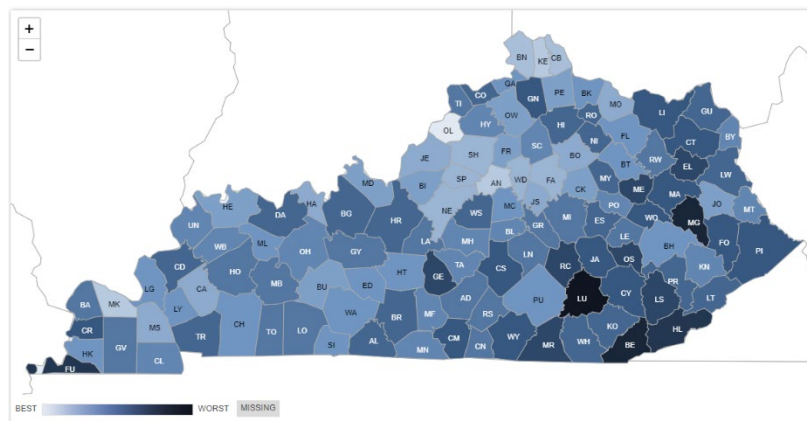 +
−
BN KE CB
GA
TI CO GN PE BK MO GU
OL HY OW HI RO LI
JE SH FR SC NI FL CT BY
SP AN WD FA BO BT RW EL
MD BI MY ME LW
HE HA NE MC JS CK MA
UN DA BG HR WS PO WO MG JO MT
WB ML OH GY LA MH BL GR MI ES LE BH FO PI
CD HO MB TA LN RC JA OS PR KN
LG CA BU ED HT GE CS LS LT
BA MK LY AD PU LU CY
CR MS CH WA BR MF RS KO HL
HK GV TR TO LO SI AL CM WY MR WH BE
FU CL MN CN
BEST WORST MISSING